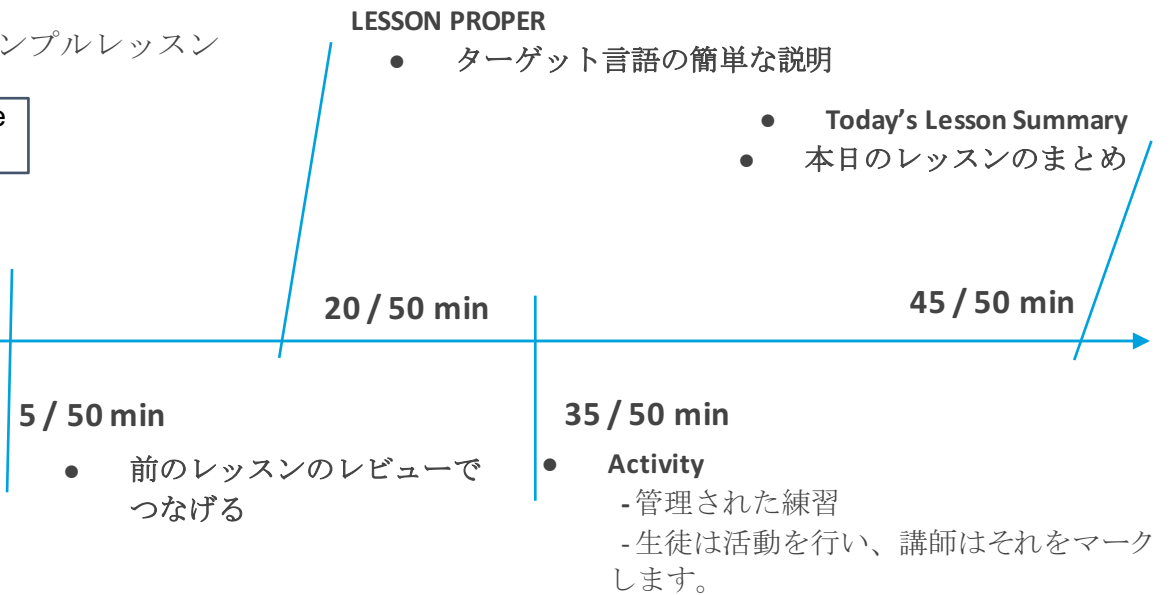 LESSON PROPER
ンプルレッスン
● ターゲット言語の簡単な説明
e
● Today's Lesson Summary
● 本日のレッスンのまとめ
20 / 50 min
45 / 50 min
5 / 50 min
● 前のレッスンのレビューで
つなげる
35 / 50 min
● Activity
-管理された練習
-生徒は活動を行い、講師はそれをマーク
します。